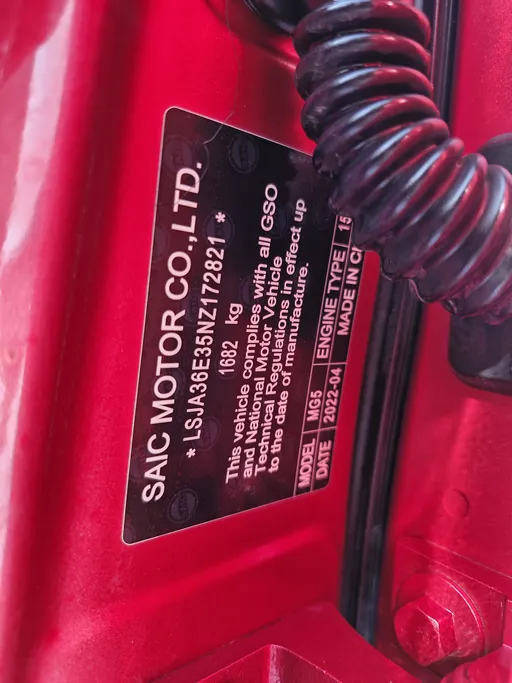 SAIC MOTOR CO.,LTD.
* LSJA36E35NZ172821 *
1682 kg
This vehicle complies with all GSO
and National Motor Vehicle
Technical Regulations in effect up
to the date of manufacture.
MODEL MG5 ENGINE TYPE 15
DATE 2022-04 MADE IN